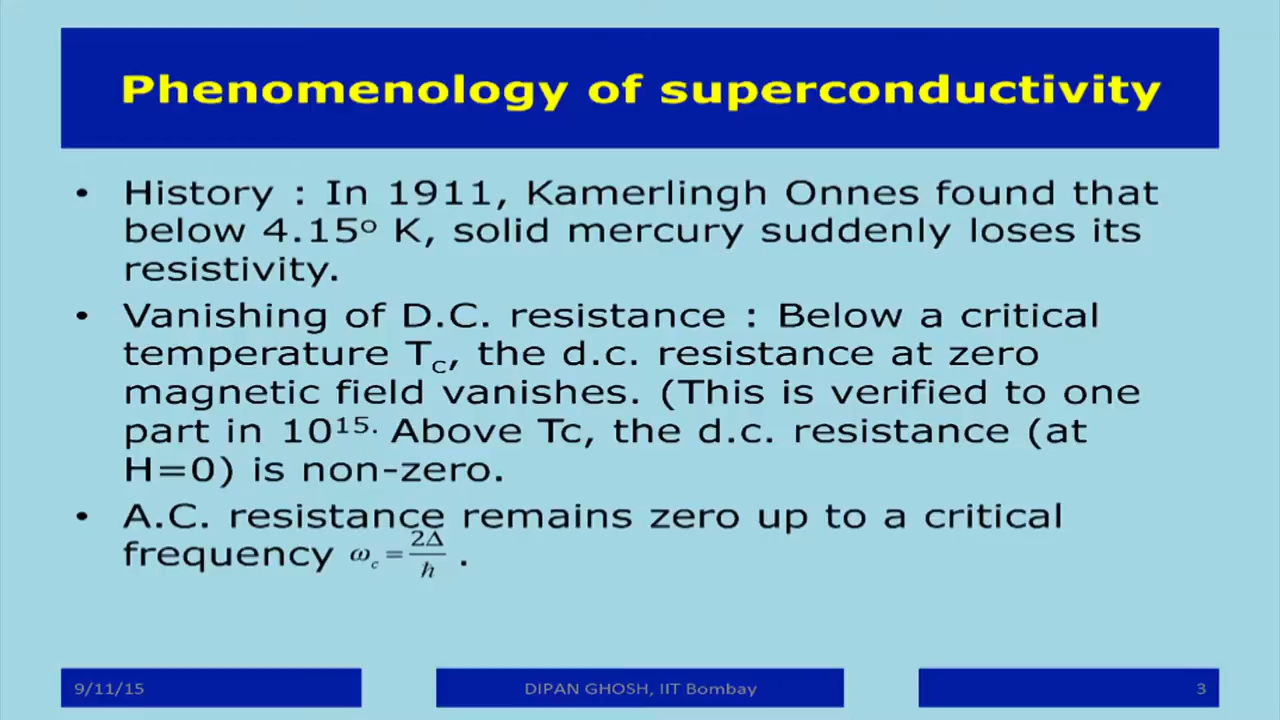 Phenomenology of superconductivity
• History : In 1911, Kamerlingh Onnes found that
below 4.15º K, solid mercury suddenly loses its
resistivity.
• Vanishing of D.C. resistance : Below a critical
temperature T_c, the d.c. resistance at zero
magnetic field vanishes. (This is verified to one
part in 10^15. Above Tc, the d.c. resistance (at
H=0) is non-zero.
• A.C. resistance remains zero up to a critical
frequency ω_c = 2Δ/ħ .
9/11/15
DIPAN GHOSH, IIT Bombay
3